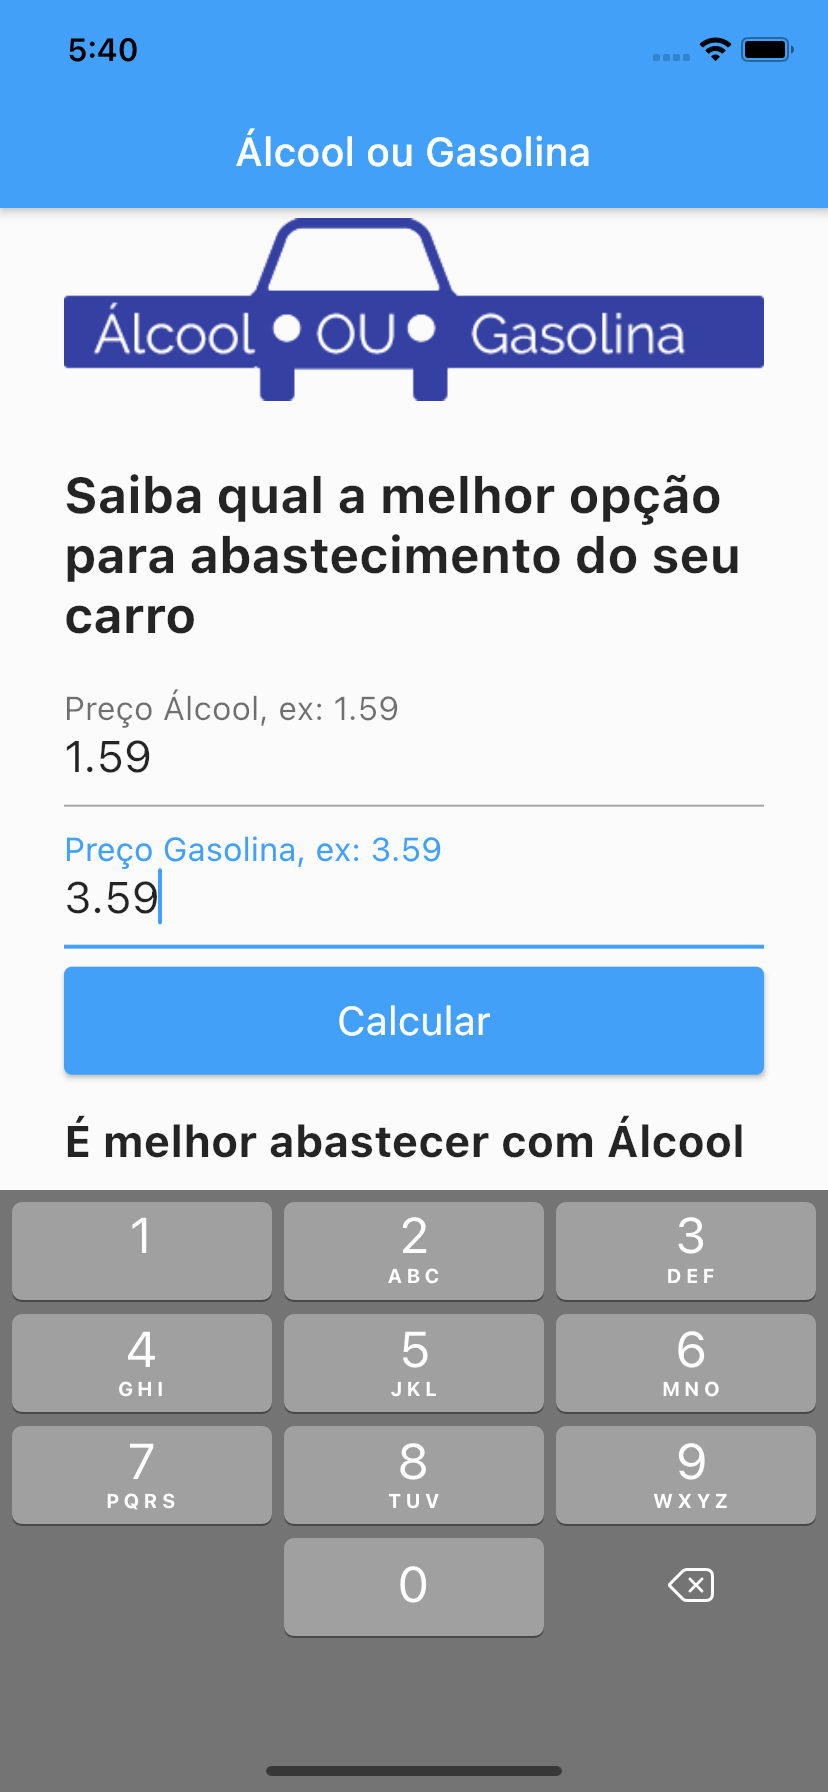 5:40
Álcool ou Gasolina
Álcool OU Gasolina
Saiba qual a melhor opção
para abastecimento do seu
carro
Preço Álcool, ex: 1.59
1.59
Preço Gasolina, ex: 3.59
3.59
Calcular
É melhor abastecer com Álcool
1 2 3
ABC DEF
4 5 6
GHI JKL MNO
7 8 9
PQRS TUV WXYZ
0